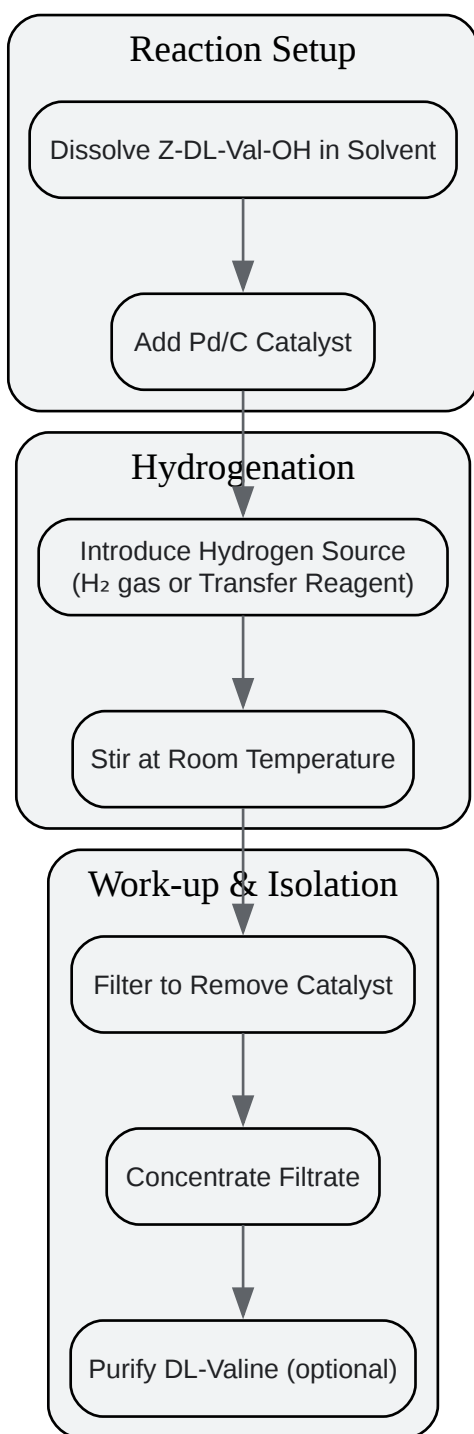 Reaction Setup
Dissolve Z-DL-Val-OH in Solvent
Add Pd/C Catalyst
Hydrogenation
Introduce Hydrogen Source
(H₂ gas or Transfer Reagent)
Stir at Room Temperature
Work-up & Isolation
Filter to Remove Catalyst
Concentrate Filtrate
Purify DL-Valine (optional)